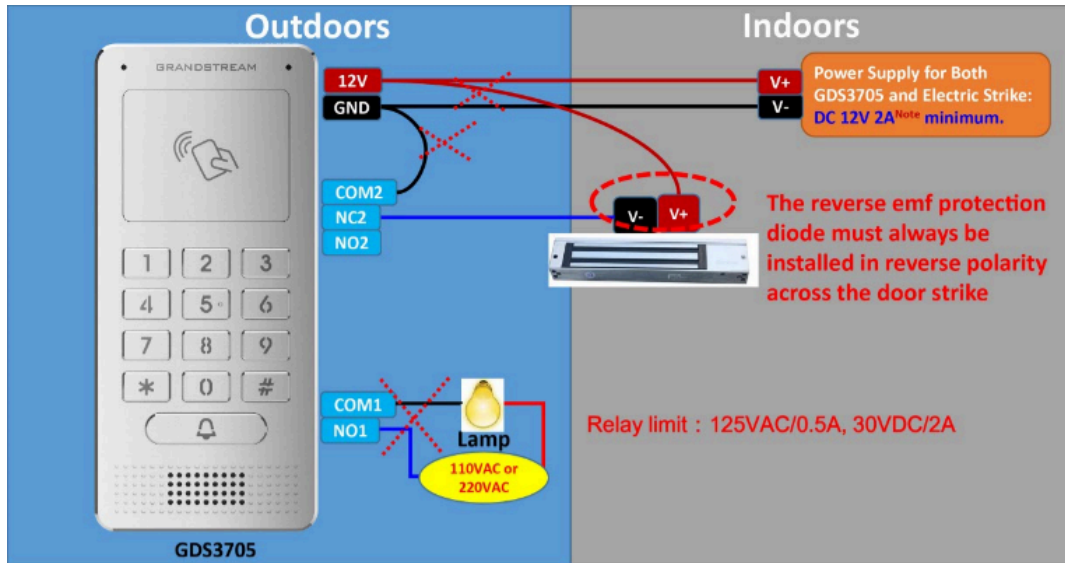 Outdoors
Indoors
GRANDSTREAM
12V
GND
COM2
NC2
NO2
V+
V-
Power Supply for Both
GDS3705 and Electric Strike:
DC 12V 2ANote minimum.
V-
V+
The reverse emf protection
diode must always be
installed in reverse polarity
across the door strike
1 2 3
4 5 6
7 8 9
* 0 #
COM1
NO1
Lamp
110VAC or
220VAC
Relay limit : 125VAC/0.5A, 30VDC/2A
GDS3705